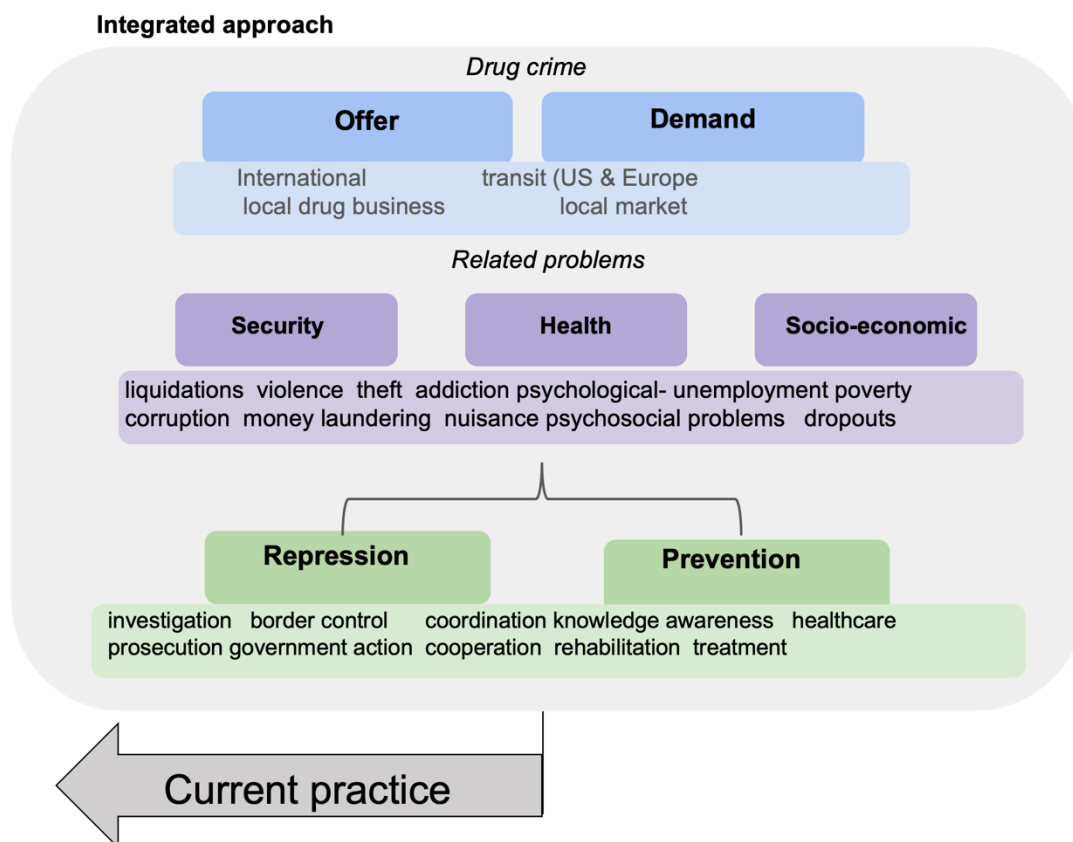 Integrated approach
Drug crime
Offer Demand
International transit (US & Europe
local drug business local market
Related problems
Security Health Socio-economic
liquidations violence theft addiction psychological- unemployment poverty
corruption money laundering nuisance psychosocial problems dropouts
Repression Prevention
investigation border control coordination knowledge awareness healthcare
prosecution government action cooperation rehabilitation treatment
Current practice